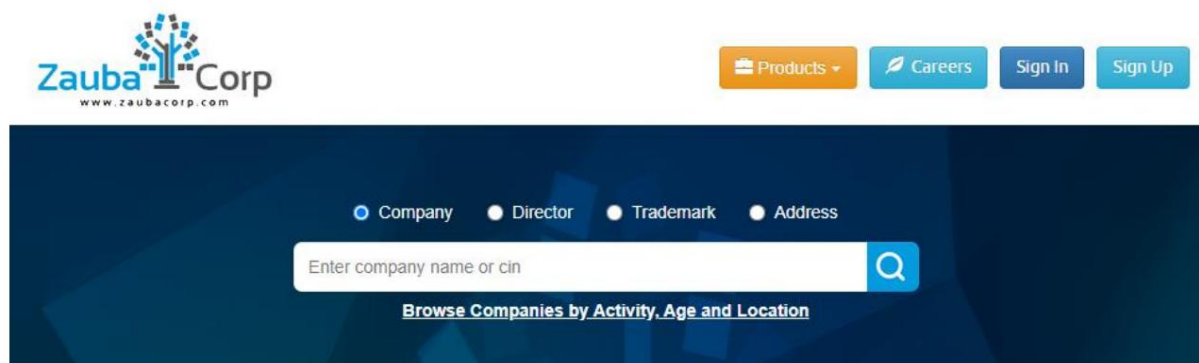 Zauba Corp
www.zaubacorp.com
Products Careers Sign In Sign Up
Company Director Trademark Address
Enter company name or cin
Browse Companies by Activity, Age and Location